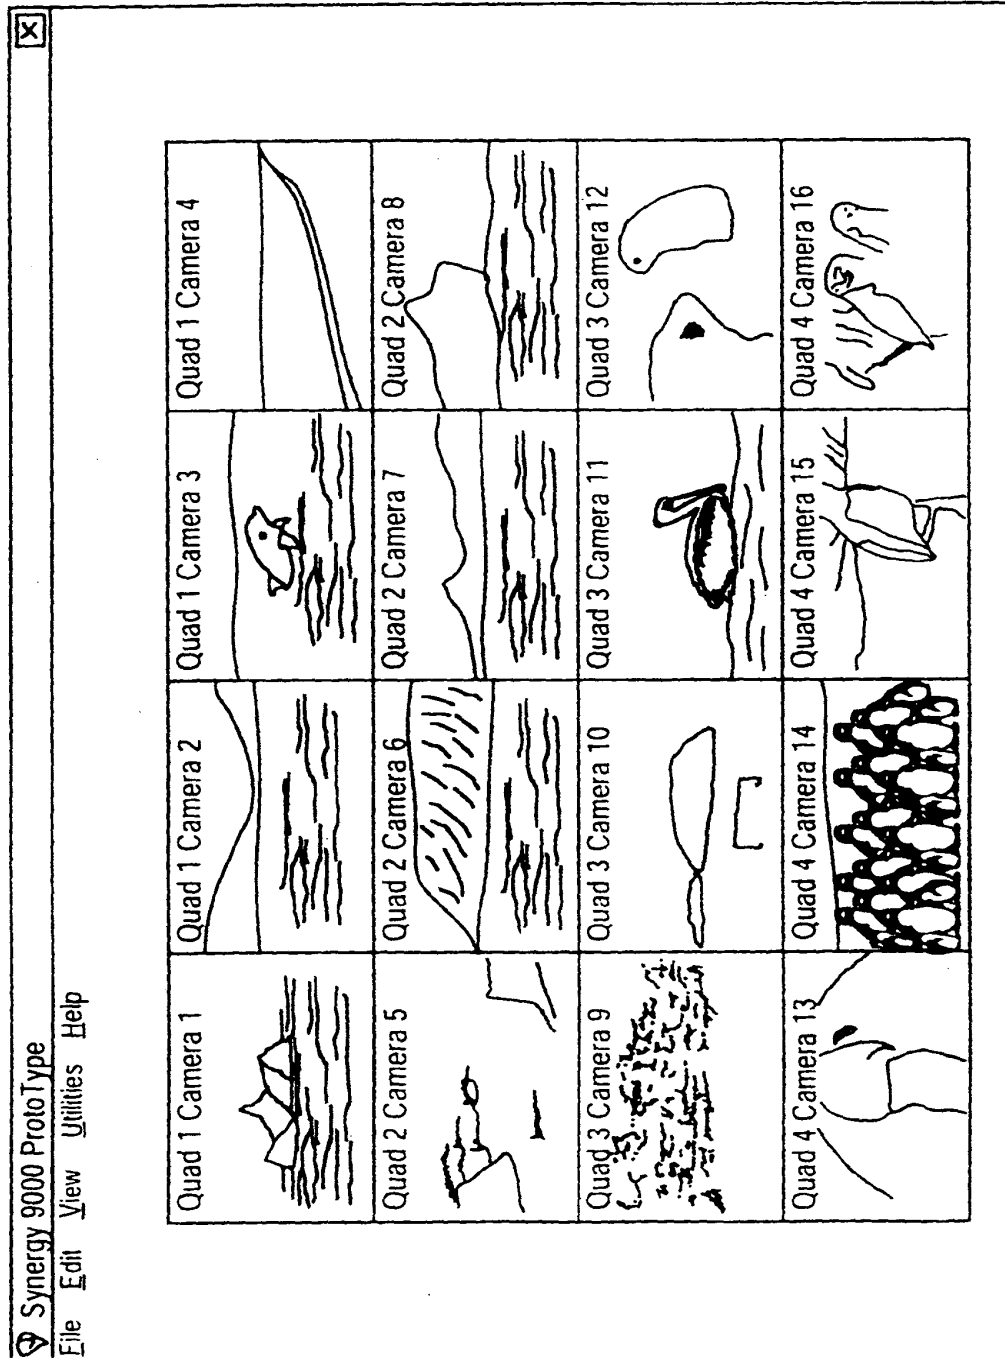 Synergy 9000 ProtoType
File Edit View Utilities Help
Quad 1 Camera 1 Quad 1 Camera 2 Quad 1 Camera 3 Quad 1 Camera 4
Quad 2 Camera 5 Quad 2 Camera 6 Quad 2 Camera 7 Quad 2 Camera 8
Quad 3 Camera 9 Quad 3 Camera 10 Quad 3 Camera 11 Quad 3 Camera 12
Quad 4 Camera 13 Quad 4 Camera 14 Quad 4 Camera 15 Quad 4 Camera 16